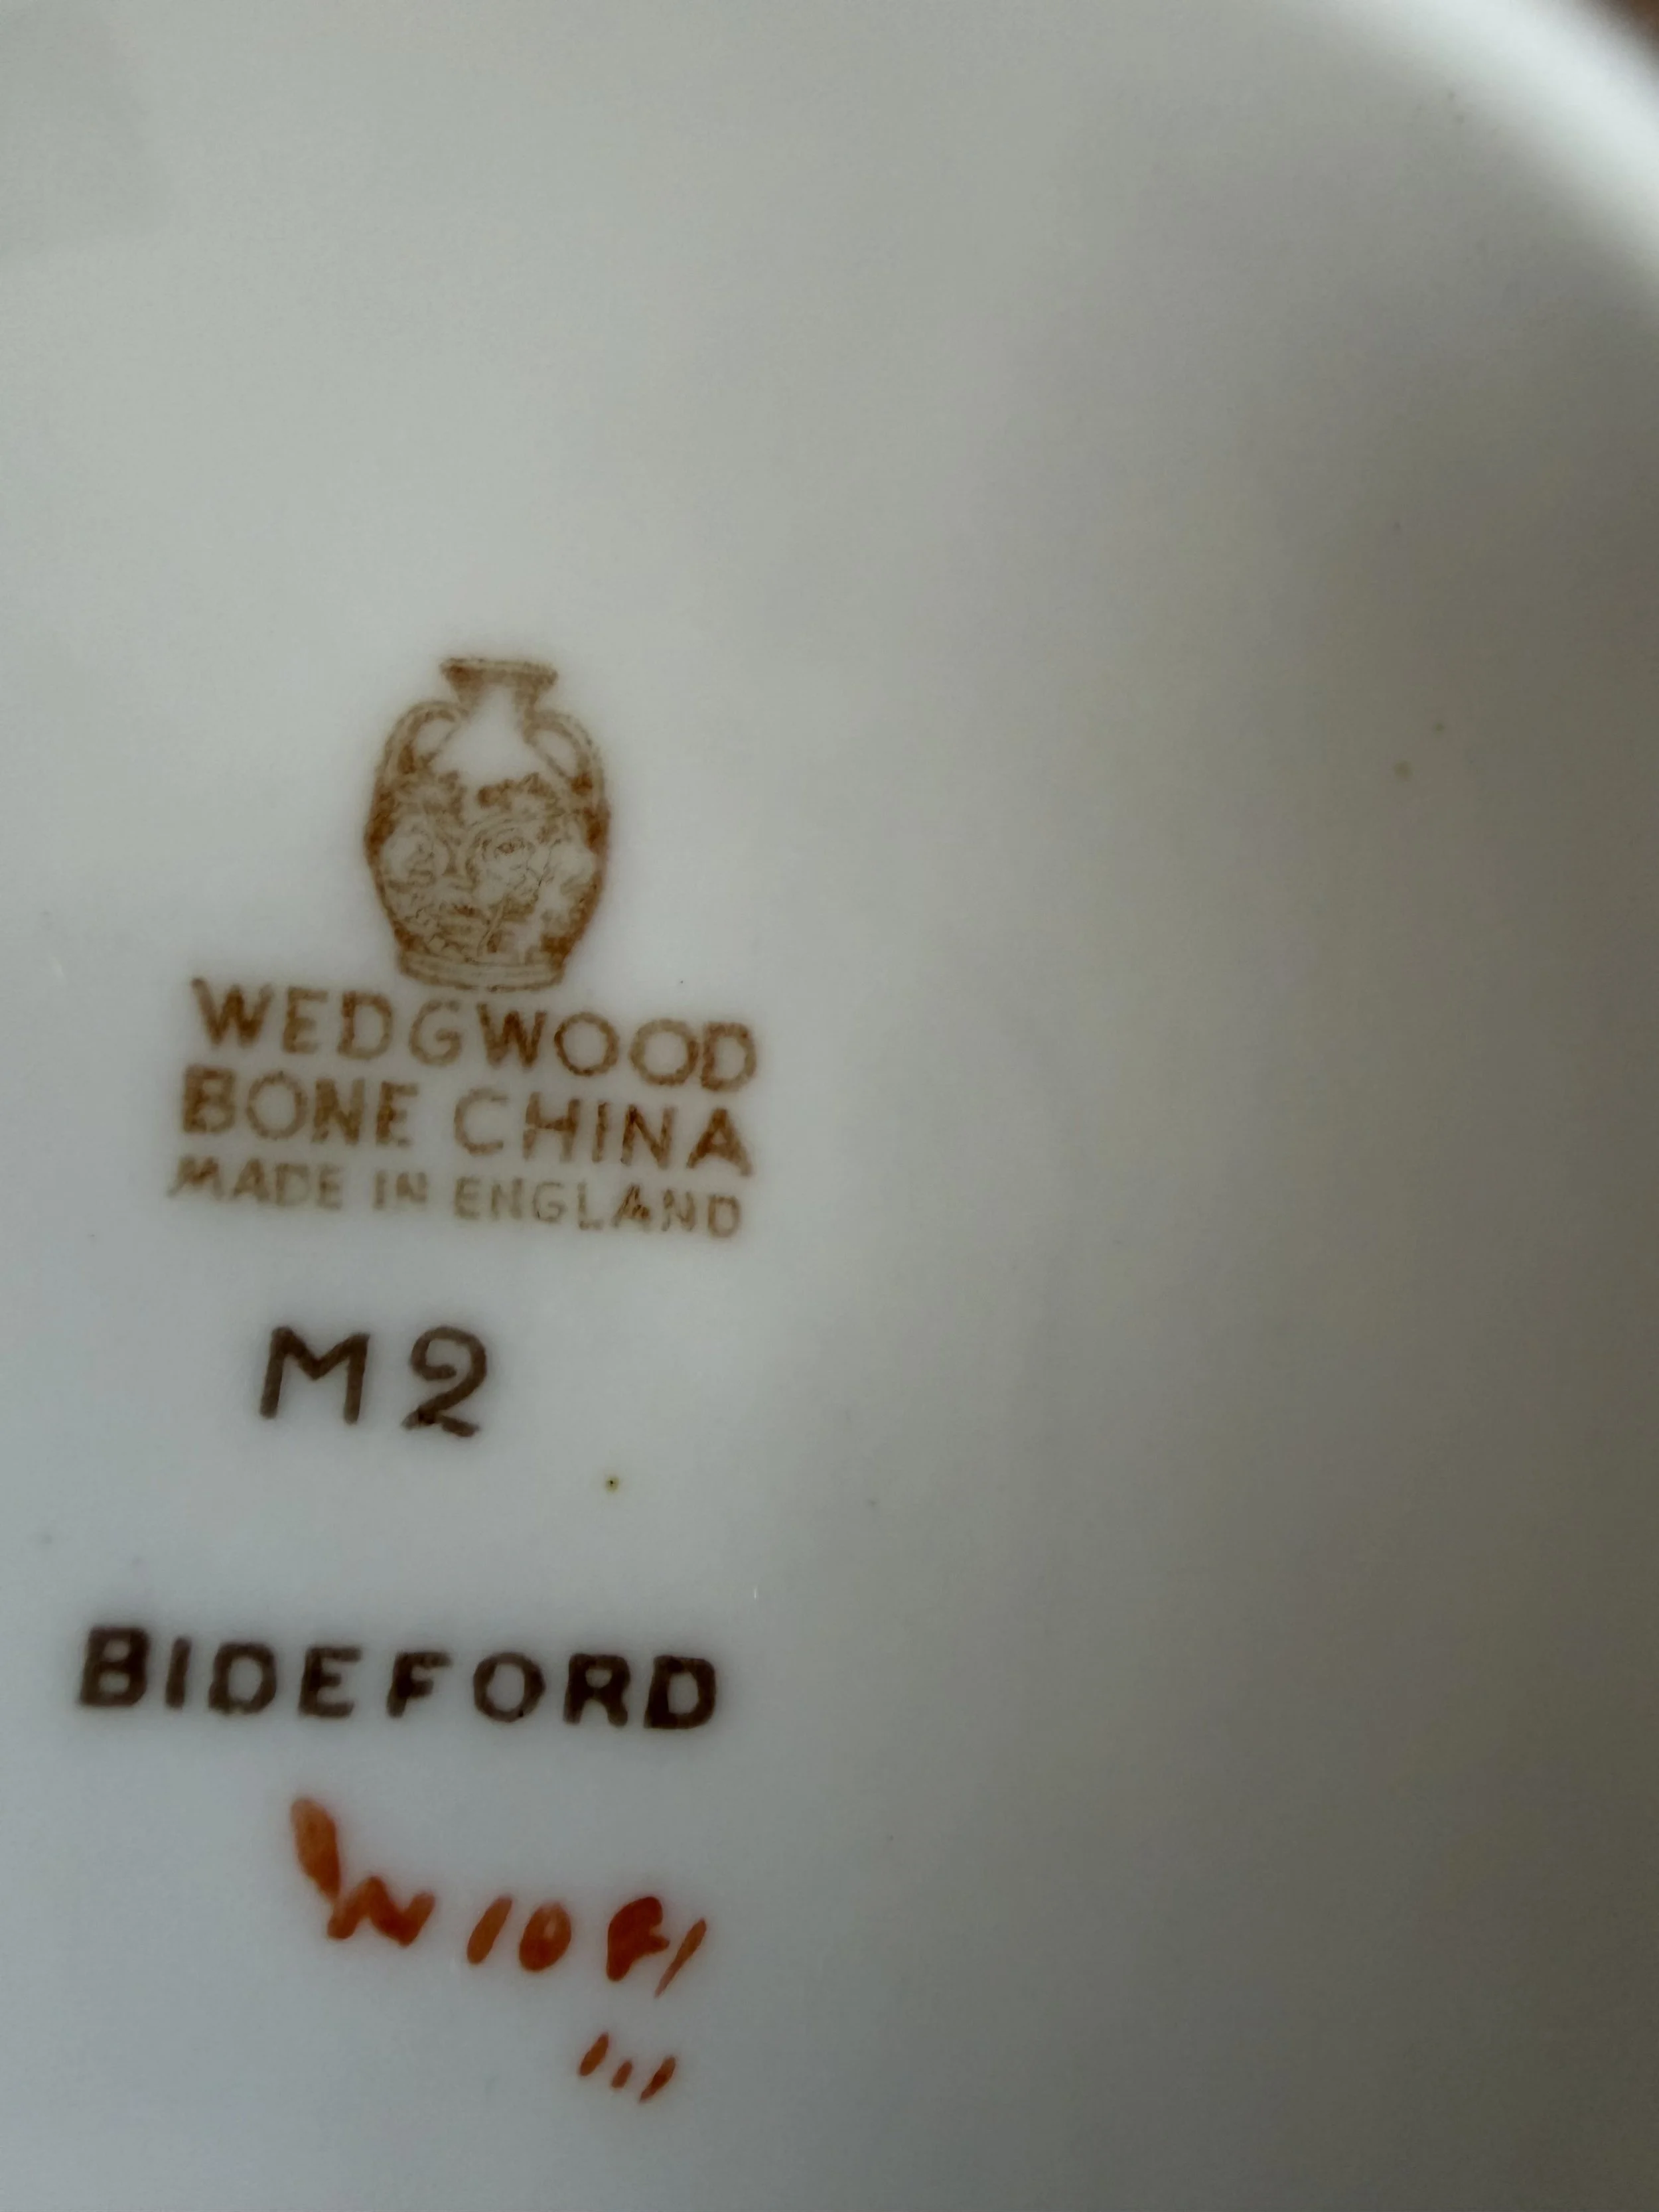 WEDGWOOD
BONE CHINA
MADE IN ENGLAND
M2
BIDEFORD